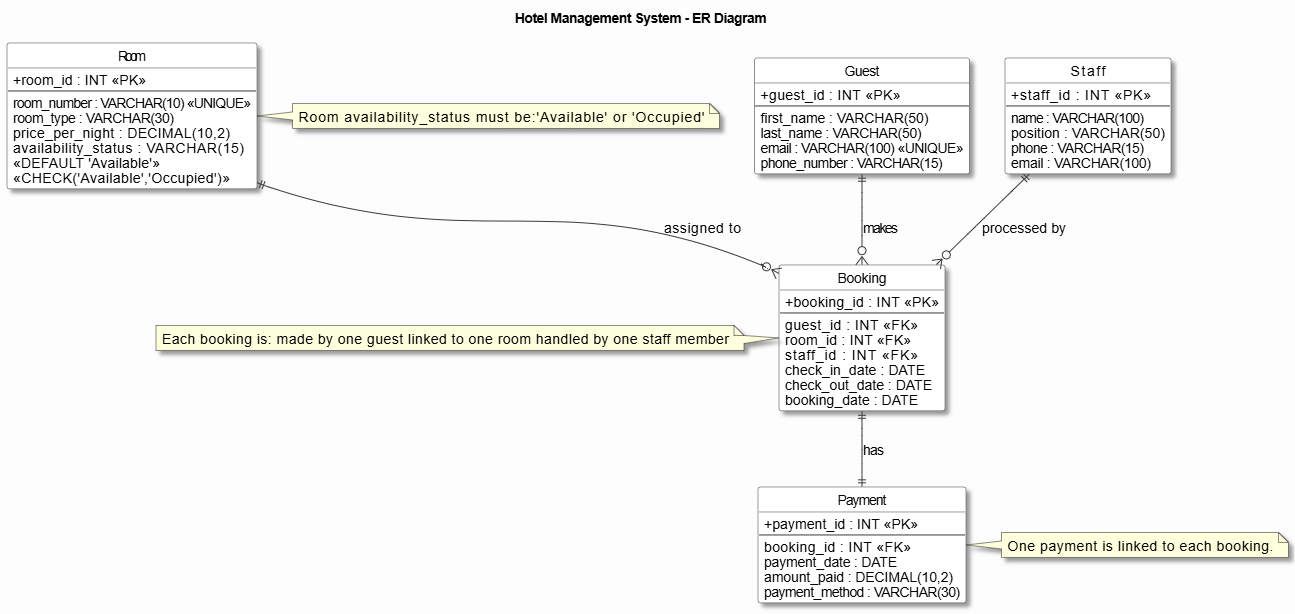 Hotel Management System - ER Diagram
Room
+room_id : INT «PK»
room_number : VARCHAR(10) «UNIQUE»
room_type : VARCHAR(30)
price_per_night : DECIMAL(10,2)
availability_status : VARCHAR(15)
«DEFAULT 'Available'»
«CHECK('Available','Occupied')»
Room availability_status must be:'Available' or 'Occupied'
Guest
+guest_id : INT «PK»
first_name : VARCHAR(50)
last_name : VARCHAR(50)
email : VARCHAR(100) «UNIQUE»
phone_number : VARCHAR(15)
Staff
+staff_id : INT «PK»
name : VARCHAR(100)
position : VARCHAR(50)
phone : VARCHAR(15)
email : VARCHAR(100)
assigned to
makes
processed by
Booking
+booking_id : INT «PK»
guest_id : INT «FK»
room_id : INT «FK»
staff_id : INT «FK»
check_in_date : DATE
check_out_date : DATE
booking_date : DATE
Each booking is: made by one guest linked to one room handled by one staff member
has
Payment
+payment_id : INT «PK»
booking_id : INT «FK»
payment_date : DATE
amount_paid : DECIMAL(10,2)
payment_method : VARCHAR(30)
One payment is linked to each booking.